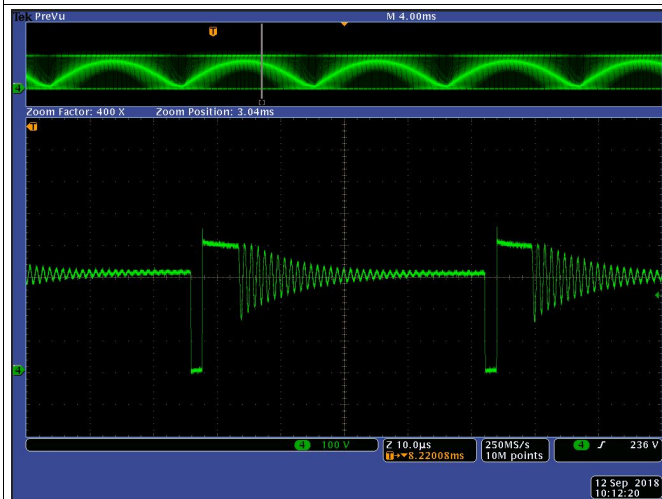 Tek PreVu M 4.00ms
T
4
Zoom Factor: 400 X Zoom Position: 3.04ms
T
4
4 100 V Z 10.0µs 250MS/s 4 236 V
T→▼8.22008ms 10M points
12 Sep 2018
10:12:20